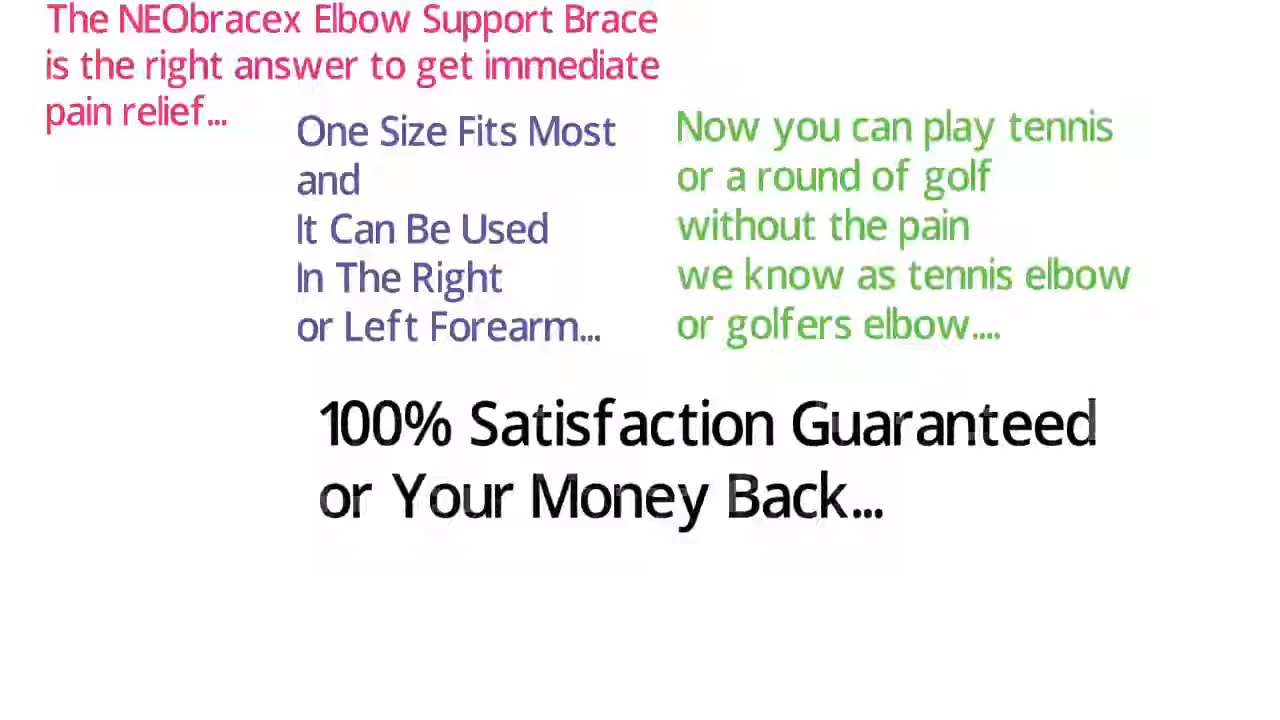 The NEObracex Elbow Support Brace
is the right answer to get immediate
pain relief...
One Size Fits Most
and
It Can Be Used
In The Right
or Left Forearm...
Now you can play tennis
or a round of golf
without the pain
we know as tennis elbow
or golfers elbow....
100% Satisfaction Guaranteed
or Your Money Back...